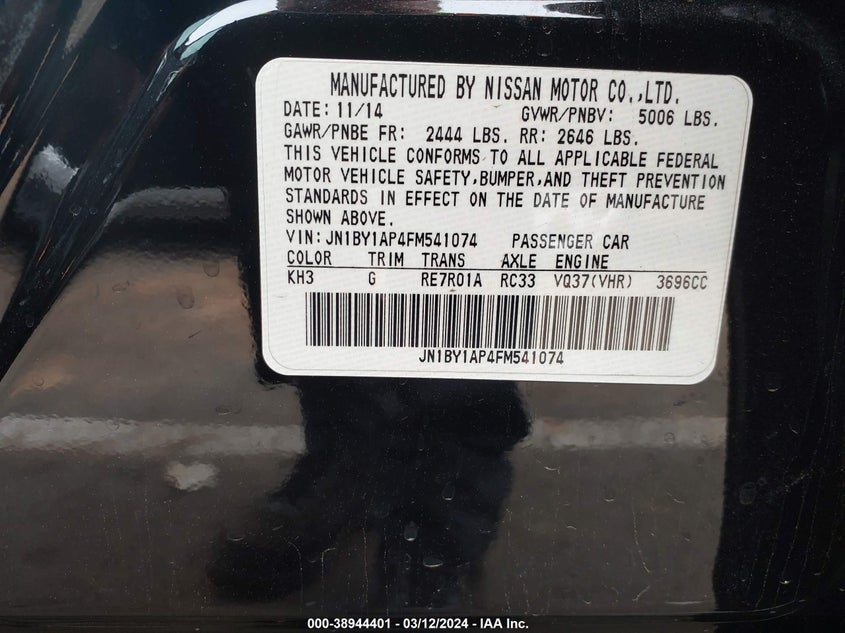 MANUFACTURED BY NISSAN MOTOR CO.,LTD.
DATE: 11/14 GVWR/PNBV: 5006 LBS.
GAWR/PNBE FR: 2444 LBS. RR: 2646 LBS.
THIS VEHICLE CONFORMS TO ALL APPLICABLE FEDERAL
MOTOR VEHICLE SAFETY,BUMPER,AND THEFT PREVENTION
STANDARDS IN EFFECT ON THE DATE OF MANUFACTURE
SHOWN ABOVE.
VIN:JN1BY1AP4FM541074 PASSENGER CAR
COLOR TRIM TRANS AXLE ENGINE
KH3 G RE7R01A RC33 VQ37(VHR) 3696CC
JN1BY1AP4FM541074
000-38944401 - 03/12/2024 - IAA Inc.